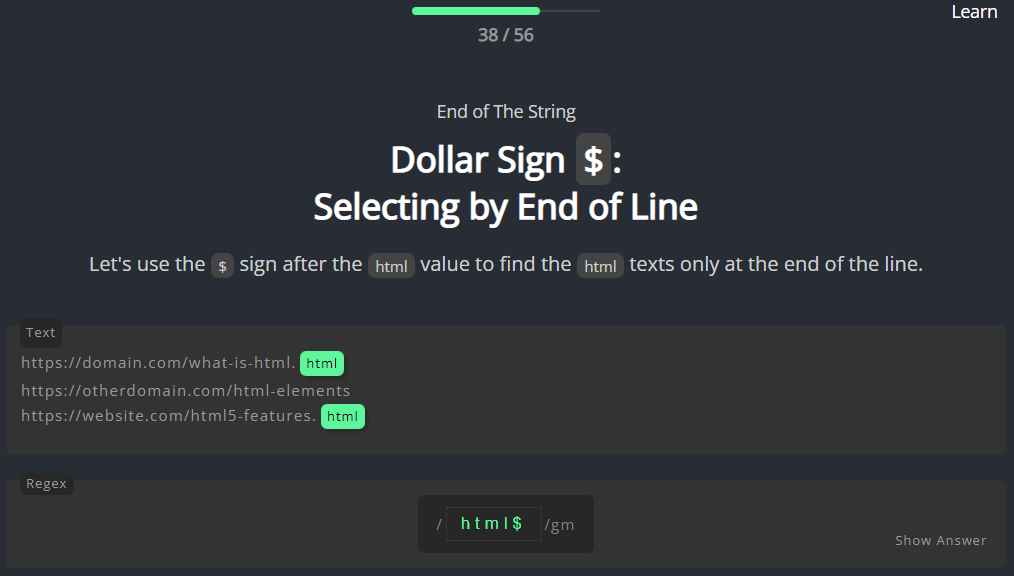 Learn
38 / 56
End of The String
Dollar Sign $:
Selecting by End of Line
Let's use the $ sign after the html value to find the html texts only at the end of the line.
Text
https://domain.com/what-is-html.html
https://otherdomain.com/html-elements
https://website.com/html5-features.html
Regex
/html$/gm
Show Answer